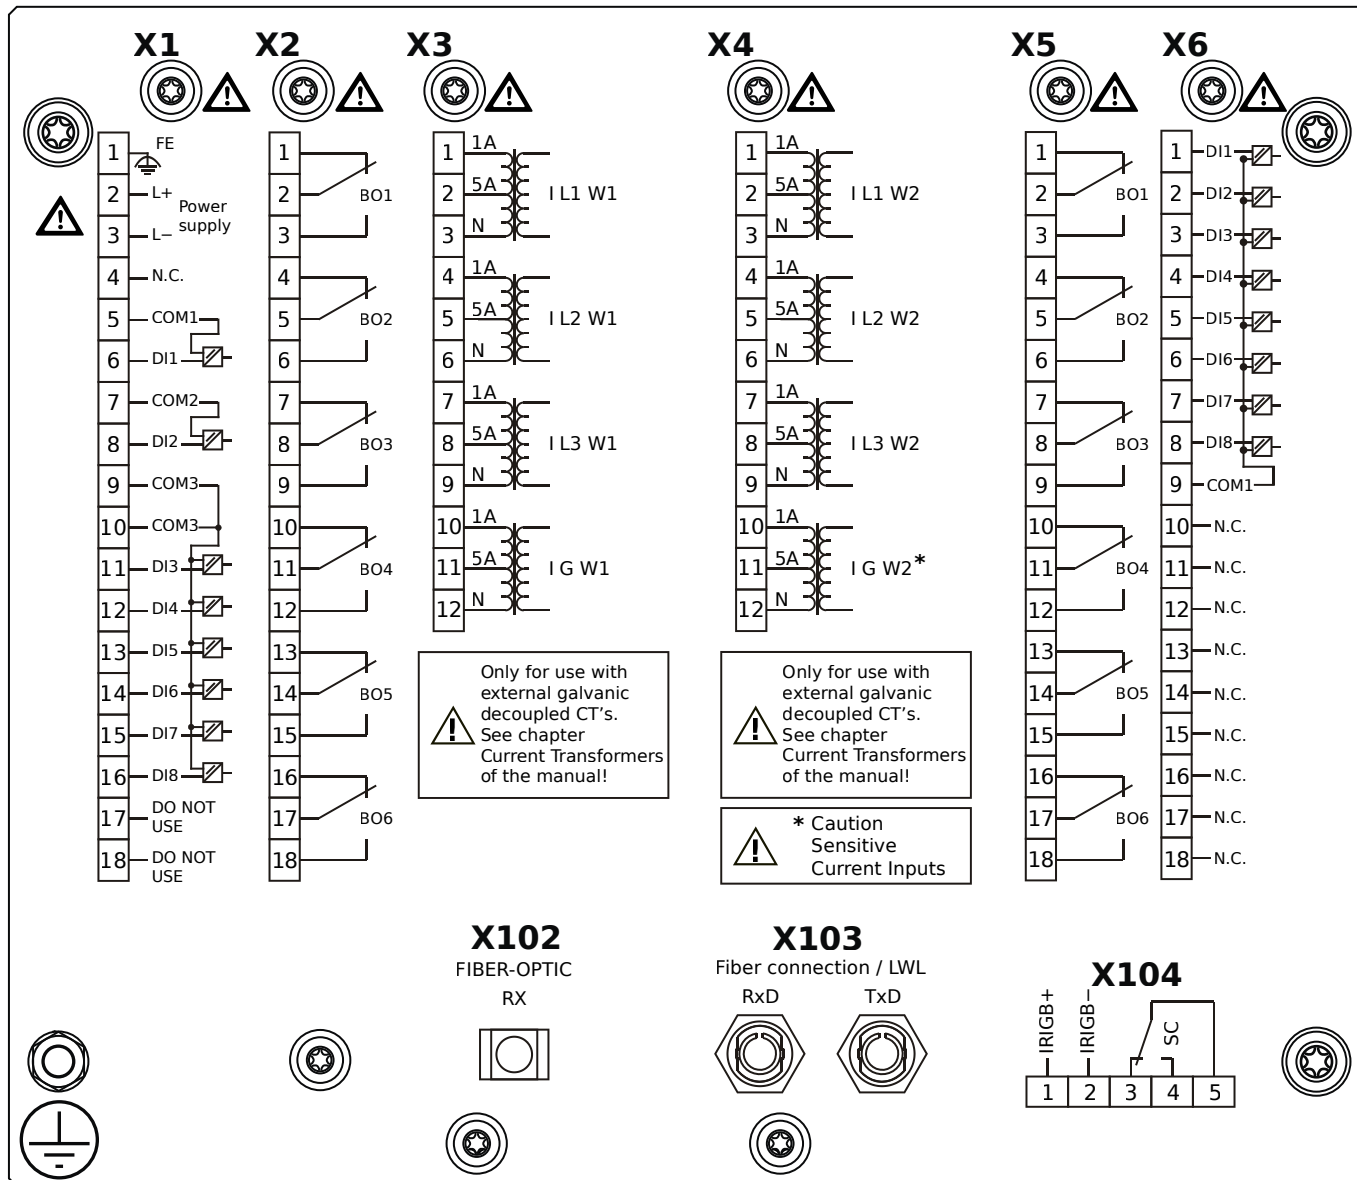 X1
X2
X3
X4
X5
X6
1 FE
2 L+
Power
supply
3 L−
4 N.C.
5 COM1
6 DI1
7 COM2
8 DI2
9 COM3
10 COM3
11 DI3
12 DI4
13 DI5
14 DI6
15 DI7
16 DI8
17 DO NOT
USE
18 DO NOT
USE
1
2 BO1
3
4
5 BO2
6
7
8 BO3
9
10
11 BO4
12
13
14 BO5
15
16
17 BO6
18
1 1A
2 5A I L1 W1
3 N
4 1A
5 5A I L2 W1
6 N
7 1A
8 5A I L3 W1
9 N
10 1A
11 5A I G W1
12 N
Only for use with
external galvanic
decoupled CT's.
See chapter
Current Transformers
of the manual!
1 1A
2 5A I L1 W2
3 N
4 1A
5 5A I L2 W2
6 N
7 1A
8 5A I L3 W2
9 N
10 1A
11 5A I G W2*
12 N
Only for use with
external galvanic
decoupled CT's.
See chapter
Current Transformers
of the manual!
* Caution
Sensitive
Current Inputs
1
2 BO1
3
4
5 BO2
6
7
8 BO3
9
10
11 BO4
12
13
14 BO5
15
16
17 BO6
18
1 DI1
2 DI2
3 DI3
4 DI4
5 DI5
6 DI6
7 DI7
8 DI8
9 COM1
10 N.C.
11 N.C.
12 N.C.
13 N.C.
14 N.C.
15 N.C.
16 N.C.
17 N.C.
18 N.C.
X102
FIBER-OPTIC
RX
X103
Fiber connection / LWL
RxD TxD
X104
IRIGB+
IRIGB−
SC
1 2 3 4 5